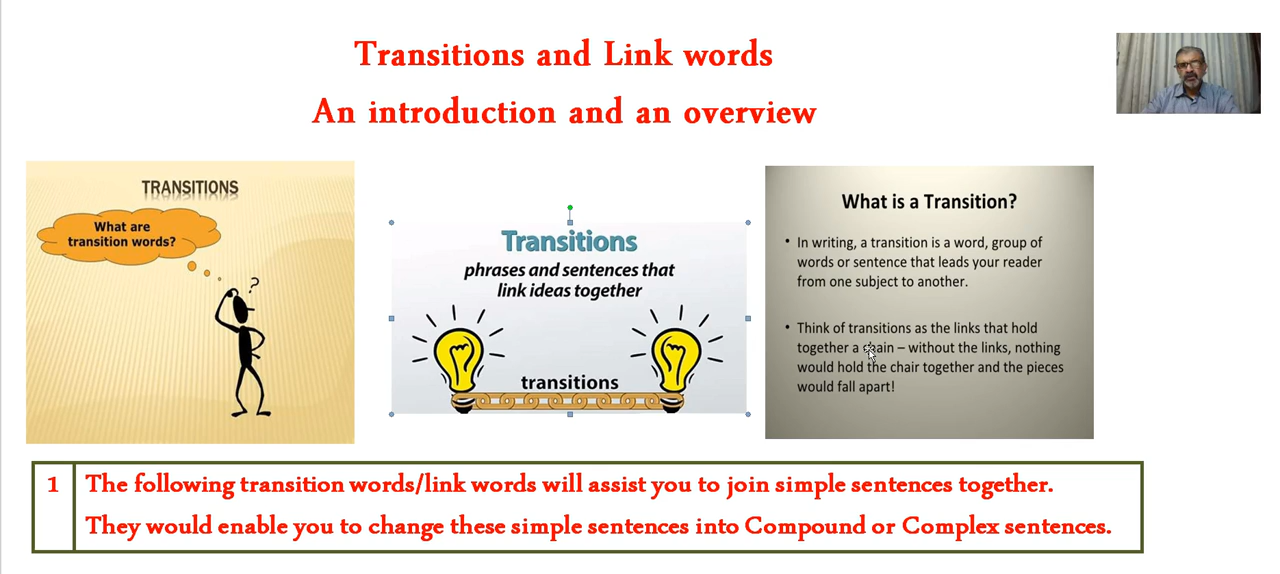 Transitions and Link words
An introduction and an overview
TRANSITIONS
What are
transition words?
?
Transitions
phrases and sentences that
link ideas together
transitions
What is a Transition?
• In writing, a transition is a word, group of
words or sentence that leads your reader
from one subject to another.
• Think of transitions as the links that hold
together a chain – without the links, nothing
would hold the chair together and the pieces
would fall apart!
1
The following transition words/link words will assist you to join simple sentences together.
They would enable you to change these simple sentences into Compound or Complex sentences.